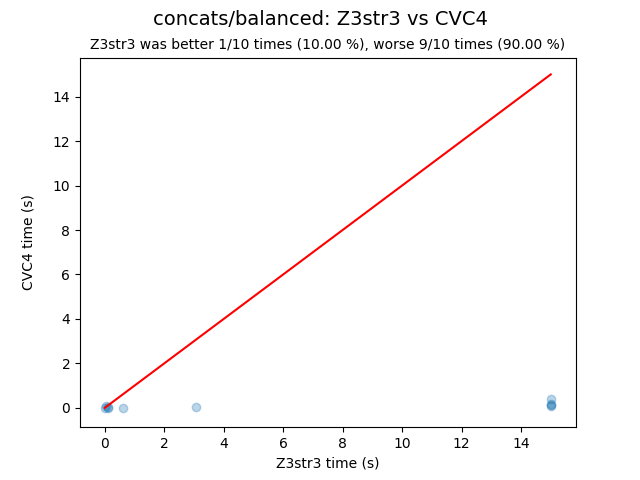 concats/balanced: Z3str3 vs CVC4
Z3str3 was better 1/10 times (10.00 %), worse 9/10 times (90.00 %)
14
12
10
8
6
4
2
0
CVC4 time (s)
0 2 4 6 8 10 12 14
Z3str3 time (s)